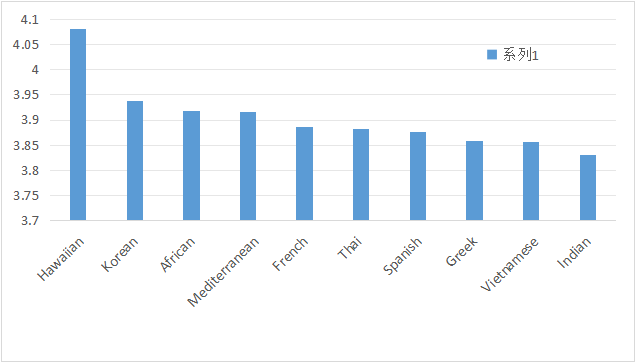 4.1
4.05
4
3.95
3.9
3.85
3.8
3.75
3.7
系列1
Hawaiian
Korean
African
Mediterranean
French
Thai
Spanish
Greek
Vietnamese
Indian